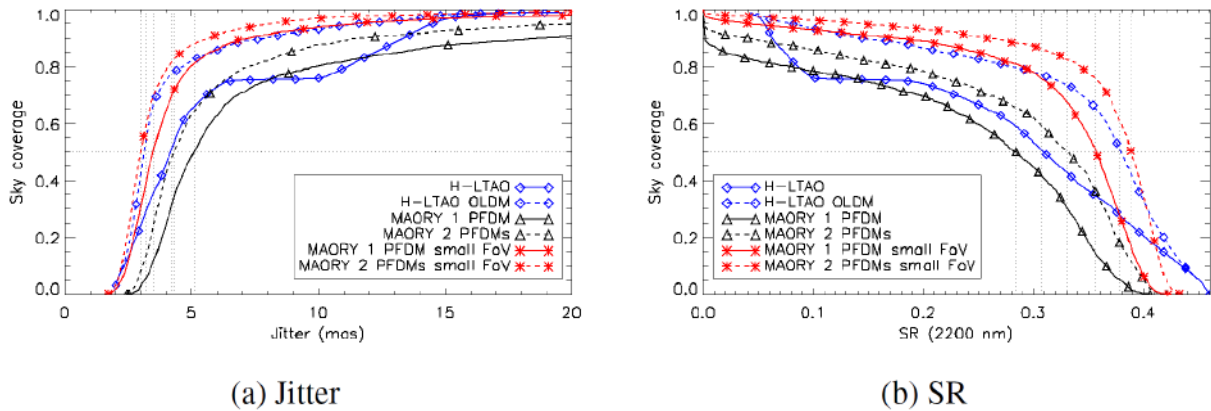 1.0
0.8
0.6
0.4
0.2
0.0
Sky coverage
H-LTAO
H-LTAO OLDM
MAORY 1 PFDM
MAORY 2 PFDMs
MAORY 1 PFDM small FoV
MAORY 2 PFDMs small FoV
0 5 10 15 20
Jitter (mas)
(a) Jitter
1.0
0.8
0.6
0.4
0.2
0.0
Sky coverage
H-LTAO
H-LTAO OLDM
MAORY 1 PFDM
MAORY 2 PFDMs
MAORY 1 PFDM small FoV
MAORY 2 PFDMs small FoV
0.0 0.1 0.2 0.3 0.4
SR (2200 nm)
(b) SR